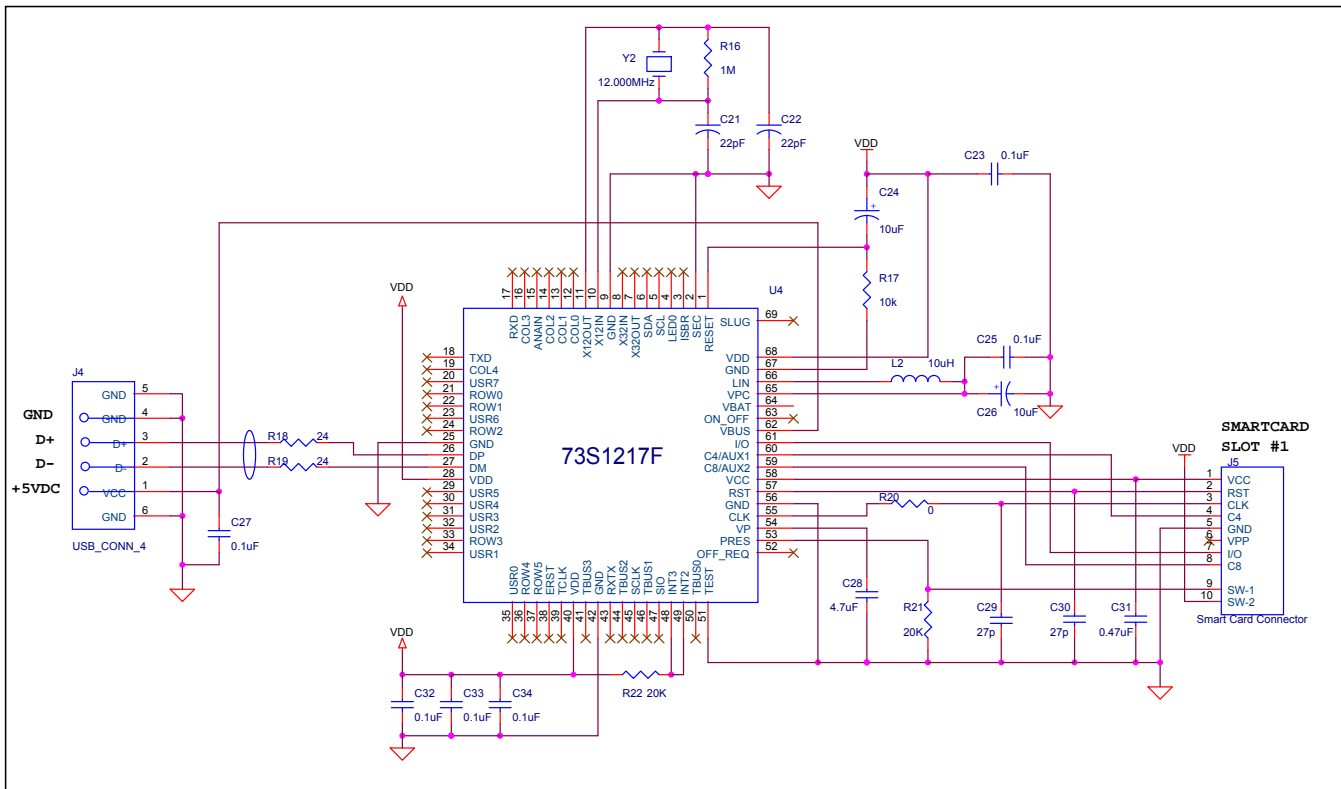 Y2
12.000MHz
R16
1M
C21
22pF
C22
22pF
VDD
C23
0.1uF
C24
10uF
R17
10k
U4
VDD
17
16
15
14
13
12
11
10
9
8
7
6
5
4
3
2
1
RXD
COL3
ANAIN
COL2
COL1
COL0
X12OUT
X12IN
GND
X32IN
X32OUT
SDA
SCL
LED0
ISBR
SEC
RESET
SLUG
69
18 TXD
19 COL4
20 USR7
21 ROW0
22 ROW1
23 USR6
24 ROW2
25 GND
26 DP
27 DM
28 VDD
29 USR5
30 USR4
31 USR3
32 USR2
33 ROW3
34 USR1
73S1217F
VDD 68
GND 67
LIN 66
VPC 65
VBAT 64
ON_OFF 63
VBUS 62
I/O 61
C4/AUX1 60
C8/AUX2 59
VCC 58
RST 57
GND 56
CLK 55
VP 54
PRES 53
OFF_REQ 52
USR0
ROW4
ROW5
ERST
TCLK
VDD
TBUS3
GND
RXTX
TBUS2
SCLK
TBUS1
SIO
INT3
INT2
TBUS0
TEST
35
36
37
38
39
40
41
42
43
44
45
46
47
48
49
50
51
L2
10uH
C25
0.1uF
C26
10uF
J4
GND 5
GND
GND 4
D+
D+ 3
D-
D- 2
+5VDC
VCC 1
GND 6
USB_CONN_4
R18 24
R19 24
C27
0.1uF
SMARTCARD
SLOT #1
VDD
J5
1 VCC
2 RST
3 CLK
4 C4
5 GND
6 VPP
7 I/O
8 C8
9 SW-1
10 SW-2
Smart Card Connector
R20
0
C28
4.7uF
R21
20K
C29
27p
C30
27p
C31
0.47uF
VDD
C32
0.1uF
C33
0.1uF
C34
0.1uF
R22 20K